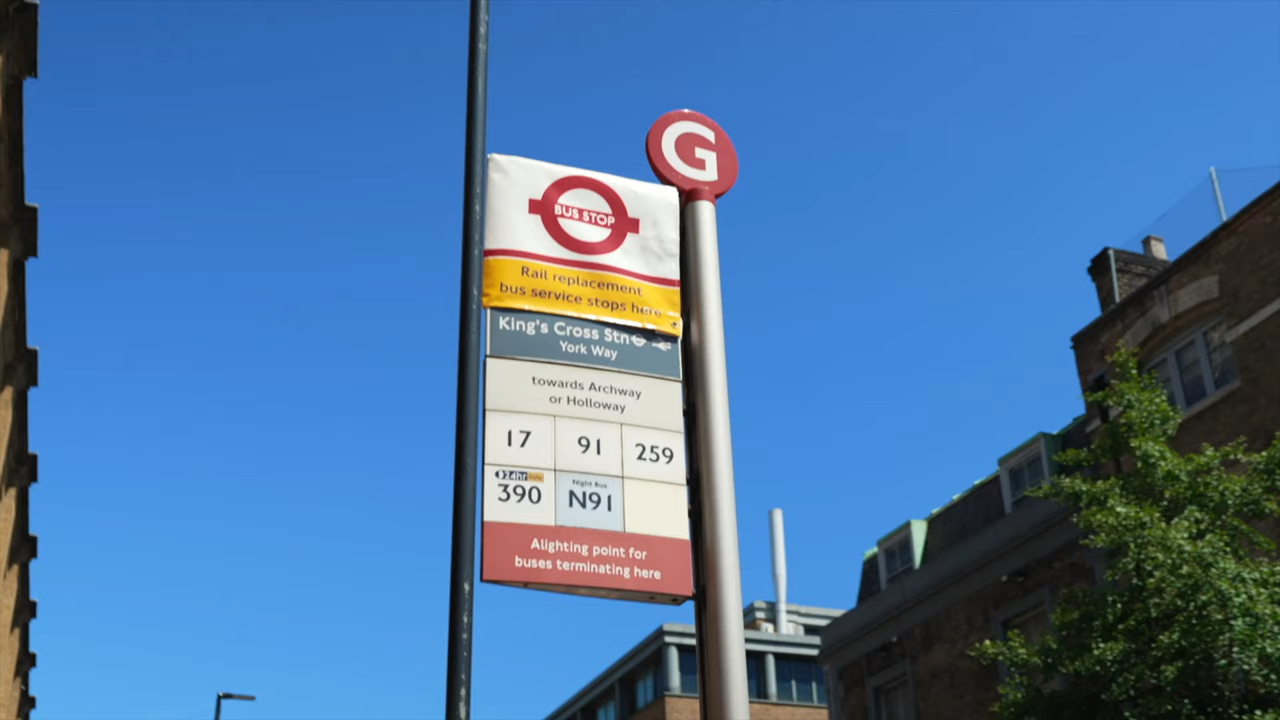 G
BUS STOP
Rail replacement
bus service stops here
King's Cross Stn
York Way
towards Archway
or Holloway
17 91 259
24hr
390
Night Bus
N91
Alighting point for
buses terminating here